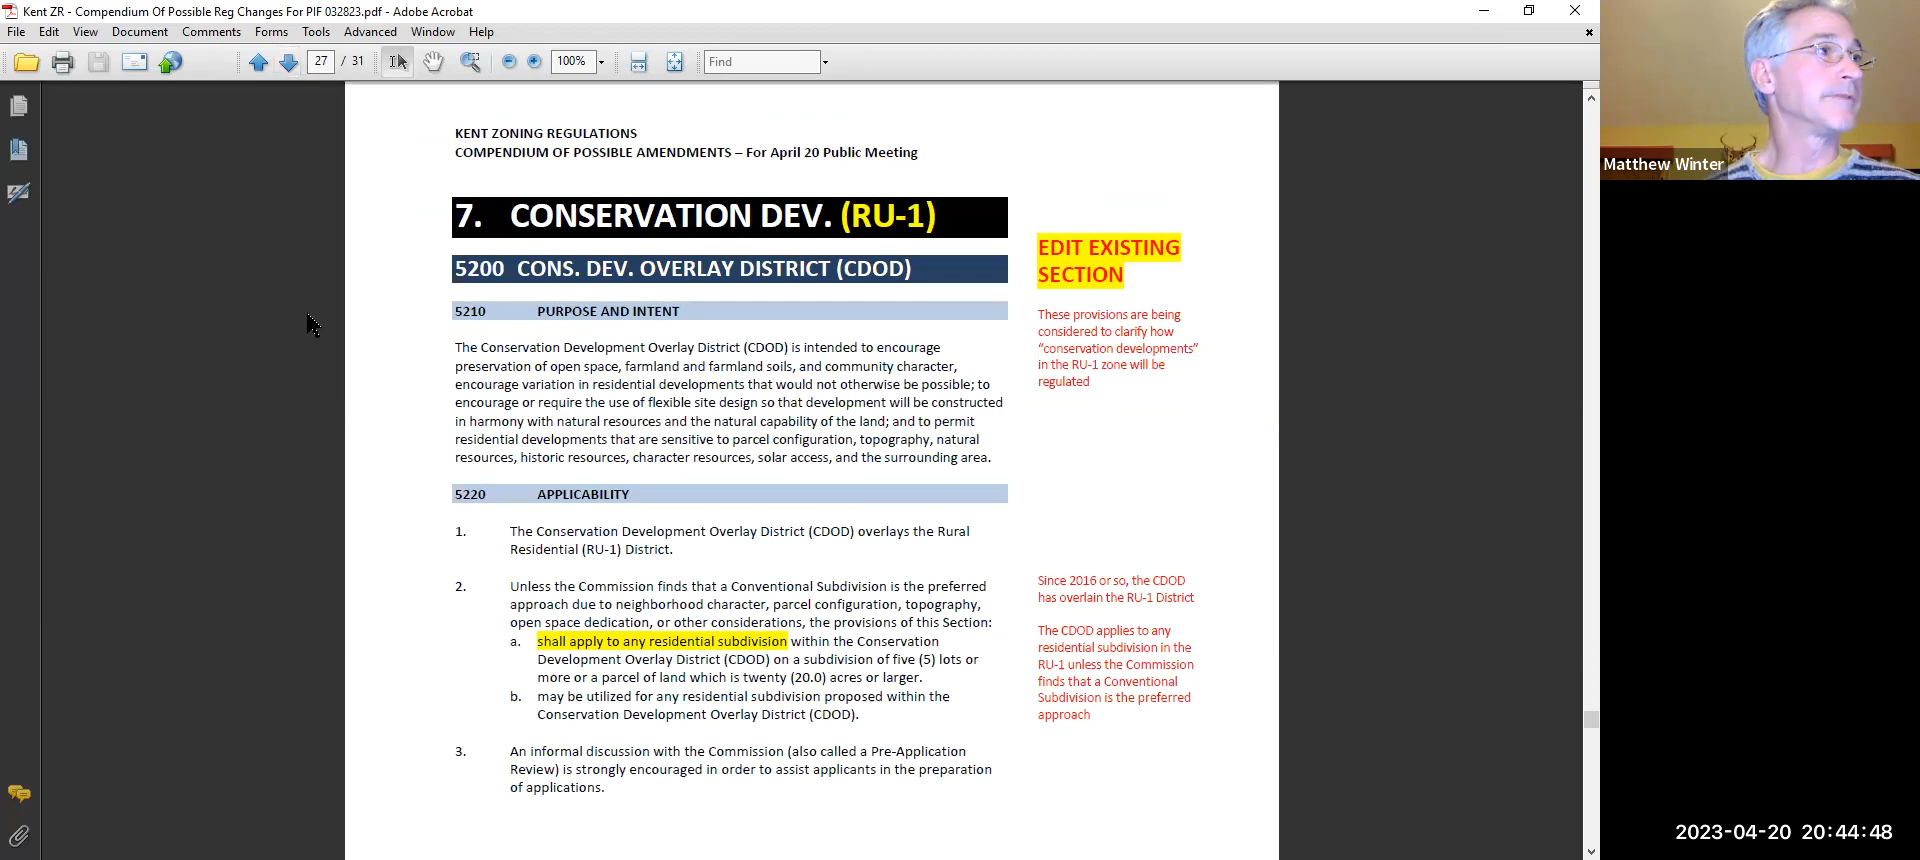 Kent ZR - Compendium Of Possible Reg Changes For PIF 032823.pdf - Adobe Acrobat
File Edit View Document Comments Forms Tools Advanced Window Help
27 / 31 100% Find
KENT ZONING REGULATIONS
COMPENDIUM OF POSSIBLE AMENDMENTS – For April 20 Public Meeting
7. CONSERVATION DEV. (RU-1)
5200 CONS. DEV. OVERLAY DISTRICT (CDOD)
EDIT EXISTING
SECTION
5210 PURPOSE AND INTENT
These provisions are being
considered to clarify how
“conservation developments”
in the RU-1 zone will be
regulated
The Conservation Development Overlay District (CDOD) is intended to encourage
preservation of open space, farmland and farmland soils, and community character,
encourage variation in residential developments that would not otherwise be possible; to
encourage or require the use of flexible site design so that development will be constructed
in harmony with natural resources and the natural capability of the land; and to permit
residential developments that are sensitive to parcel configuration, topography, natural
resources, historic resources, character resources, solar access, and the surrounding area.
5220 APPLICABILITY
1. The Conservation Development Overlay District (CDOD) overlays the Rural
Residential (RU-1) District.
2. Unless the Commission finds that a Conventional Subdivision is the preferred
approach due to neighborhood character, parcel configuration, topography,
open space dedication, or other considerations, the provisions of this Section:
a. shall apply to any residential subdivision within the Conservation
Development Overlay District (CDOD) on a subdivision of five (5) lots or
more or a parcel of land which is twenty (20.0) acres or larger.
b. may be utilized for any residential subdivision proposed within the
Conservation Development Overlay District (CDOD).
Since 2016 or so, the CDOD
has overlain the RU-1 District
The CDOD applies to any
residential subdivision in the
RU-1 unless the Commission
finds that a Conventional
Subdivision is the preferred
approach
3. An informal discussion with the Commission (also called a Pre-Application
Review) is strongly encouraged in order to assist applicants in the preparation
of applications.
Matthew Winter
2023-04-20 20:44:48